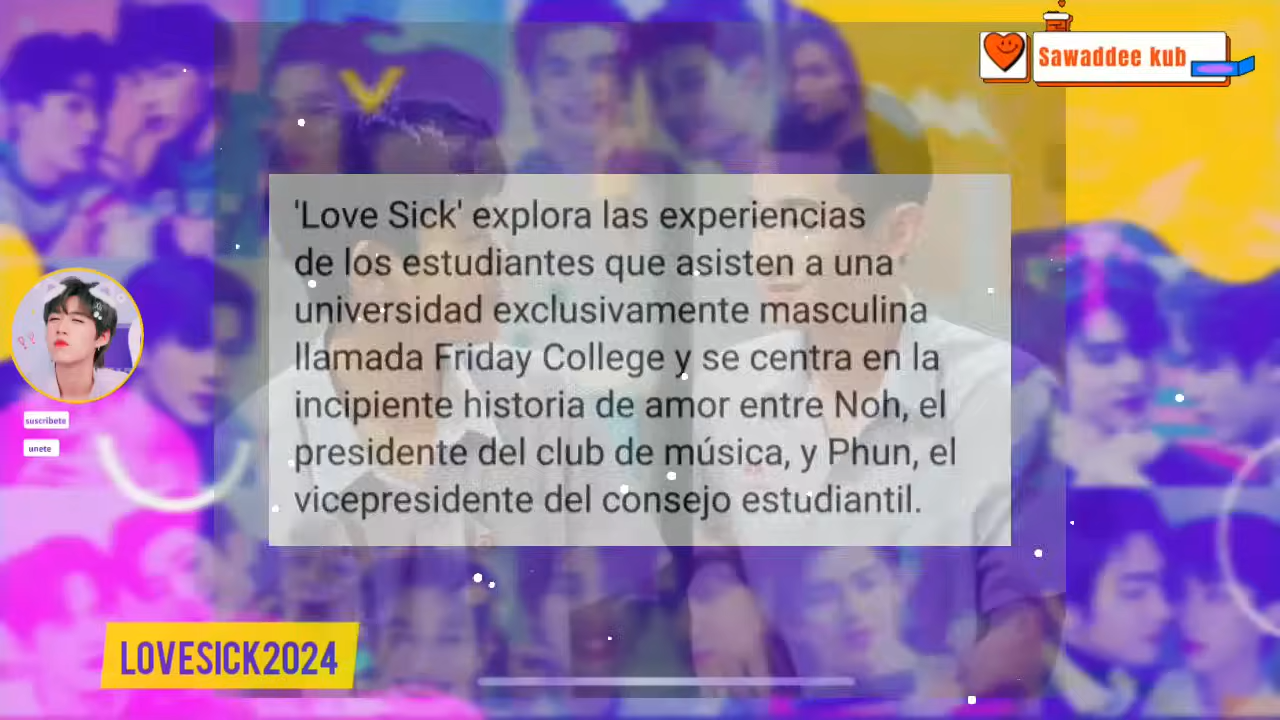 Sawaddee kub
'Love Sick' explora las experiencias
de los estudiantes que asisten a una
universidad exclusivamente masculina
llamada Friday College y se centra en la
incipiente historia de amor entre Noh, el
presidente del club de música, y Phun, el
vicepresidente del consejo estudiantil.
suscribete
unete
LOVESICK2024